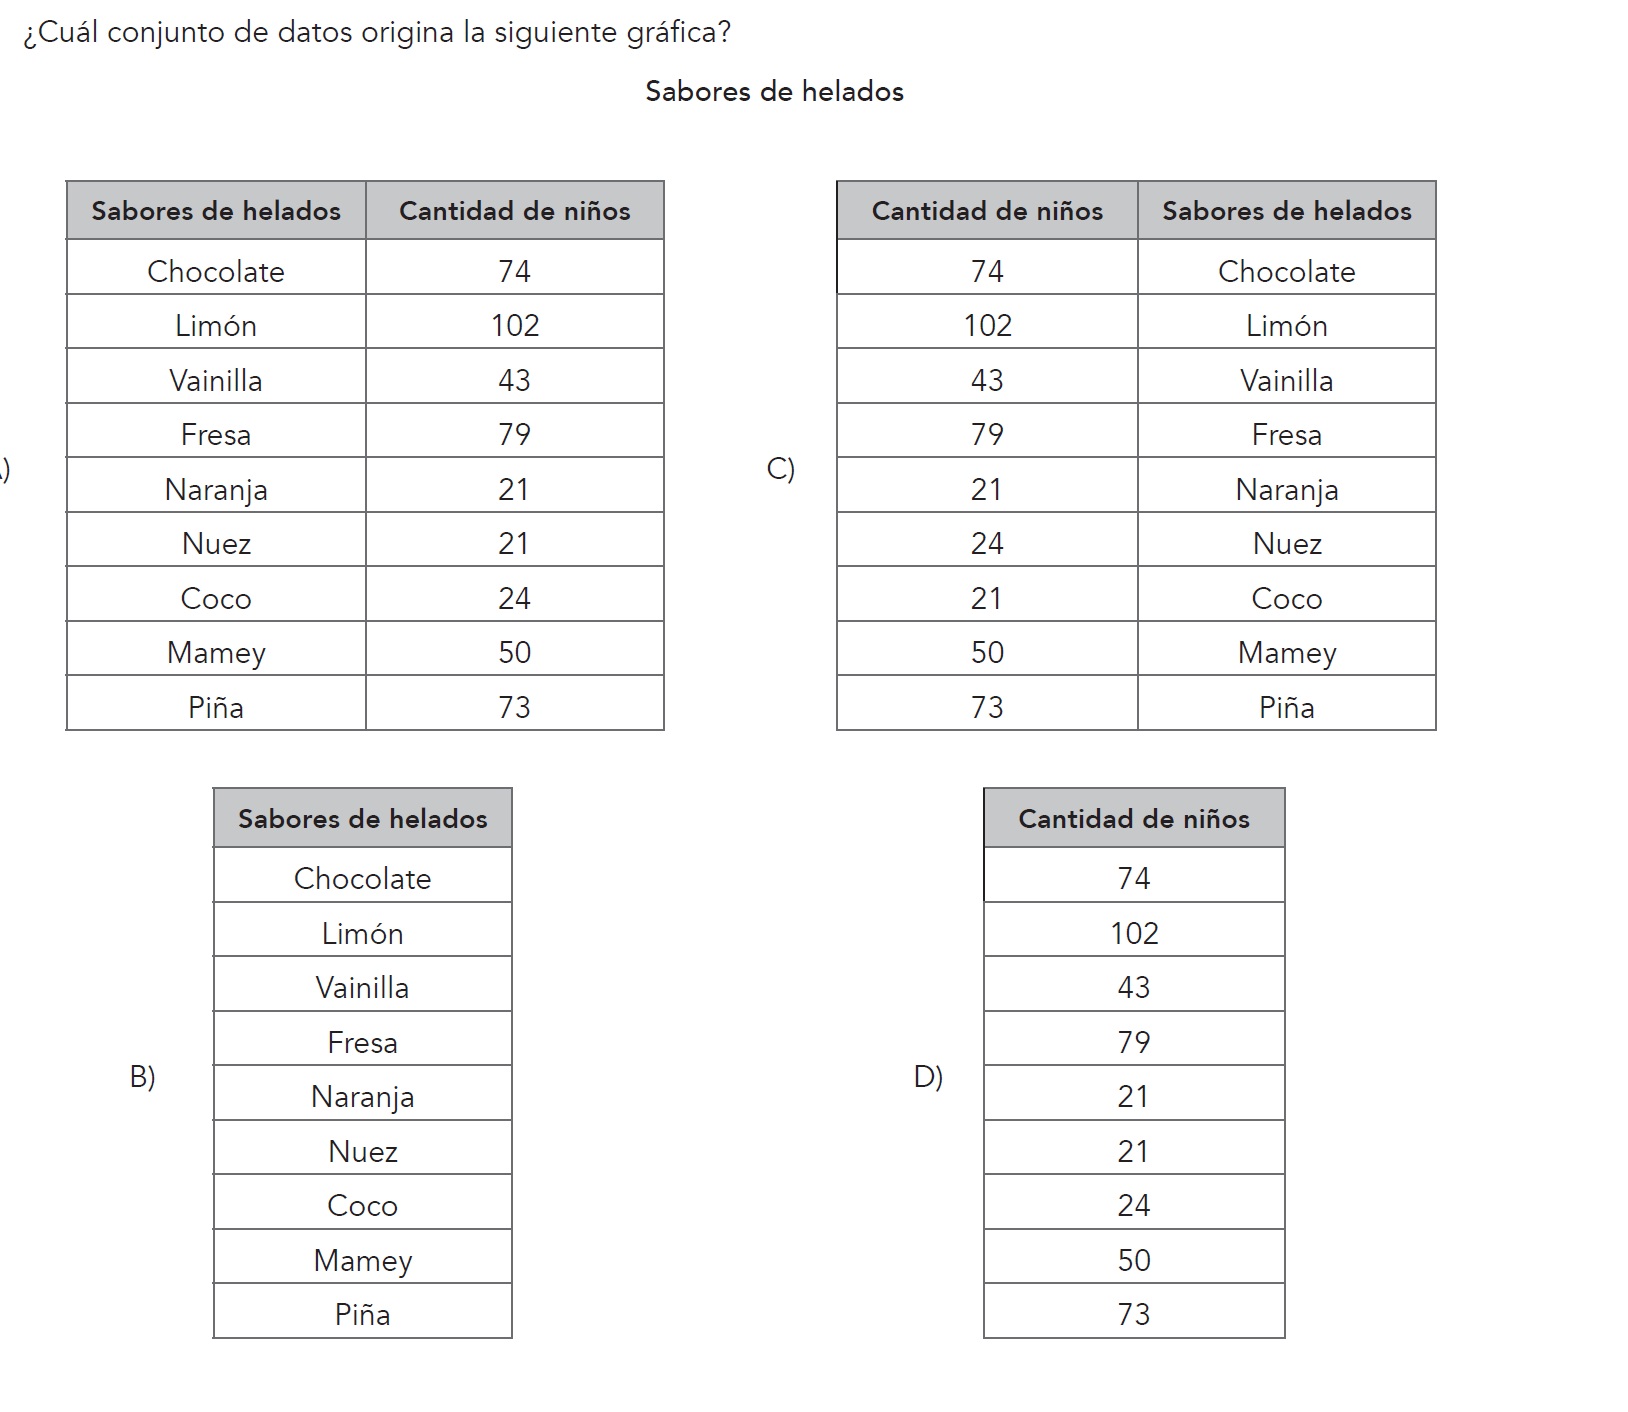 ¿Cuál conjunto de datos origina la siguiente gráfica?
Sabores de helados
)
Sabores de helados Cantidad de niños
Chocolate 74
Limón 102
Vainilla 43
Fresa 79
Naranja 21
Nuez 21
Coco 24
Mamey 50
Piña 73
C)
Cantidad de niños Sabores de helados
74 Chocolate
102 Limón
43 Vainilla
79 Fresa
21 Naranja
24 Nuez
21 Coco
50 Mamey
73 Piña
B)
Sabores de helados
Chocolate
Limón
Vainilla
Fresa
Naranja
Nuez
Coco
Mamey
Piña
D)
Cantidad de niños
74
102
43
79
21
21
24
50
73